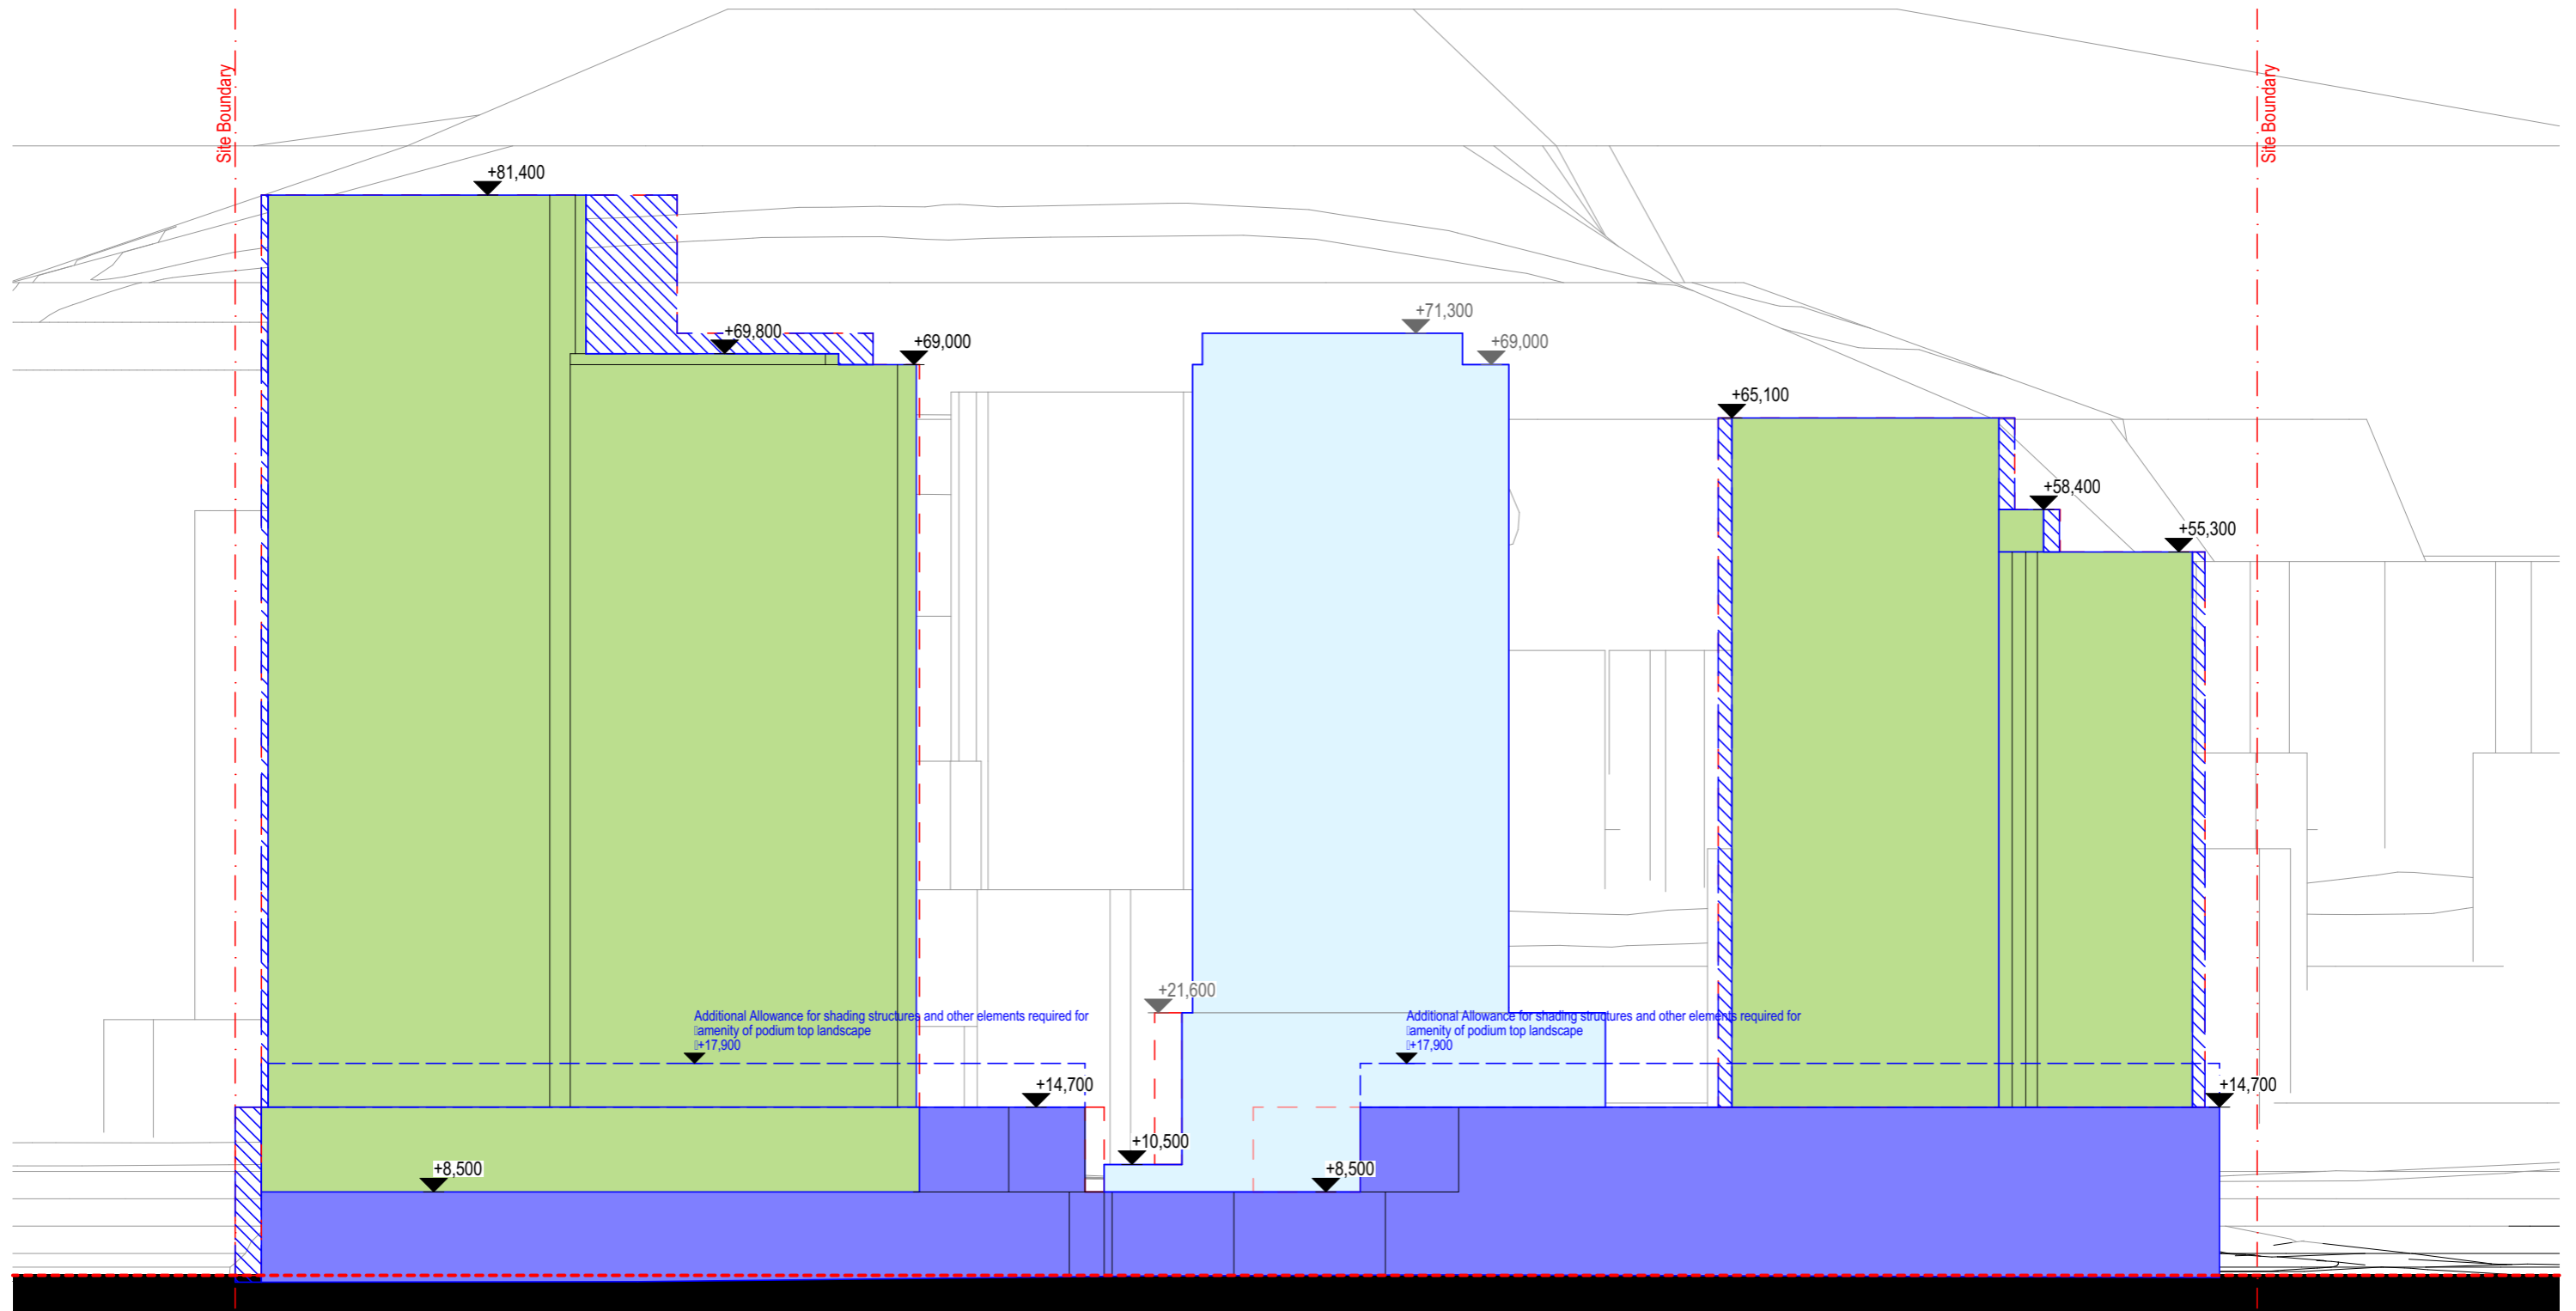 Site Boundary
Site Boundary
+81,400
+71,300
+69,800
+69,000
+69,000
+65,100
+58,400
+55,300
+21,600
Additional Allowance for shading structures and other elements required for
amenity of podium top landscape
+17,900
Additional Allowance for shading structures and other elements required for
amenity of podium top landscape
+17,900
+14,700
+14,700
+10,500
+8,500
+8,500